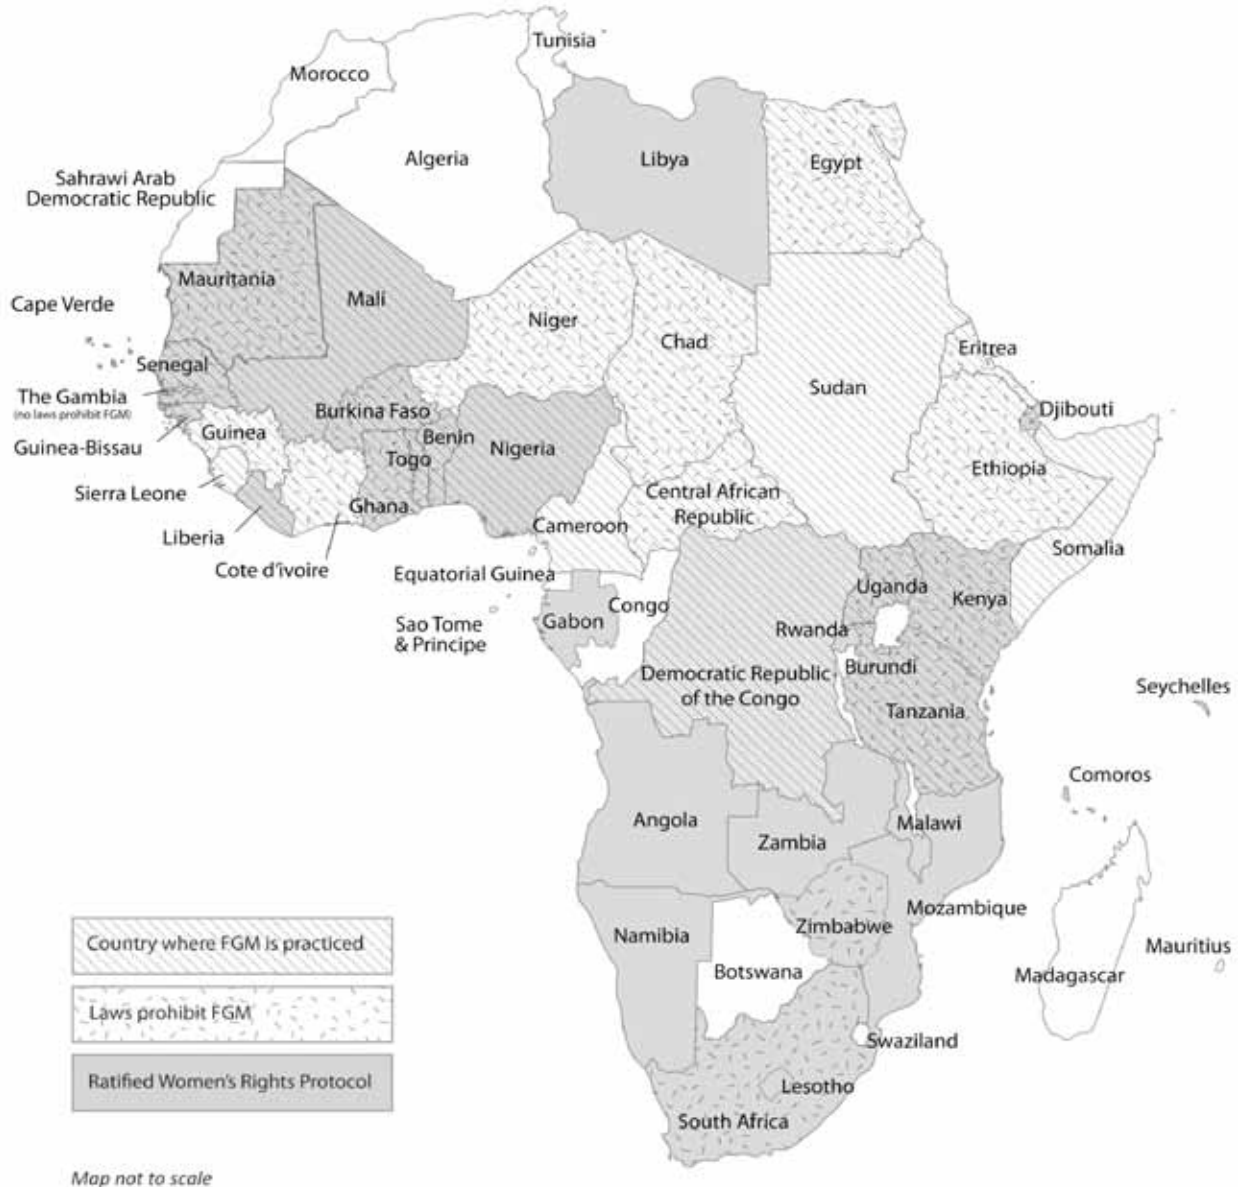 Tunisia
Morocco
Algeria
Libya
Egypt
Sahrawi Arab
Democratic Republic
Mauritania
Mali
Cape Verde
Niger
Chad
Eritrea
Senegal
Sudan
The Gambia
(no laws prohibit FGM)
Burkina Faso
Djibouti
Guinea
Benin
Guinea-Bissau
Nigeria
Togo
Ethiopia
Sierra Leone
Central African
Republic
Ghana
Cameroon
Liberia
Somalia
Cote d'ivoire
Equatorial Guinea
Uganda
Kenya
Congo
Gabon
Sao Tome
& Principe
Rwanda
Democratic Republic
of the Congo
Burundi
Seychelles
Tanzania
Comoros
Angola
Malawi
Zambia
Mozambique
Zimbabwe
Namibia
Mauritius
Botswana
Madagascar
Swaziland
Lesotho
South Africa
Country where FGM is practiced
Laws prohibit FGM
Ratified Women's Rights Protocol
Map not to scale